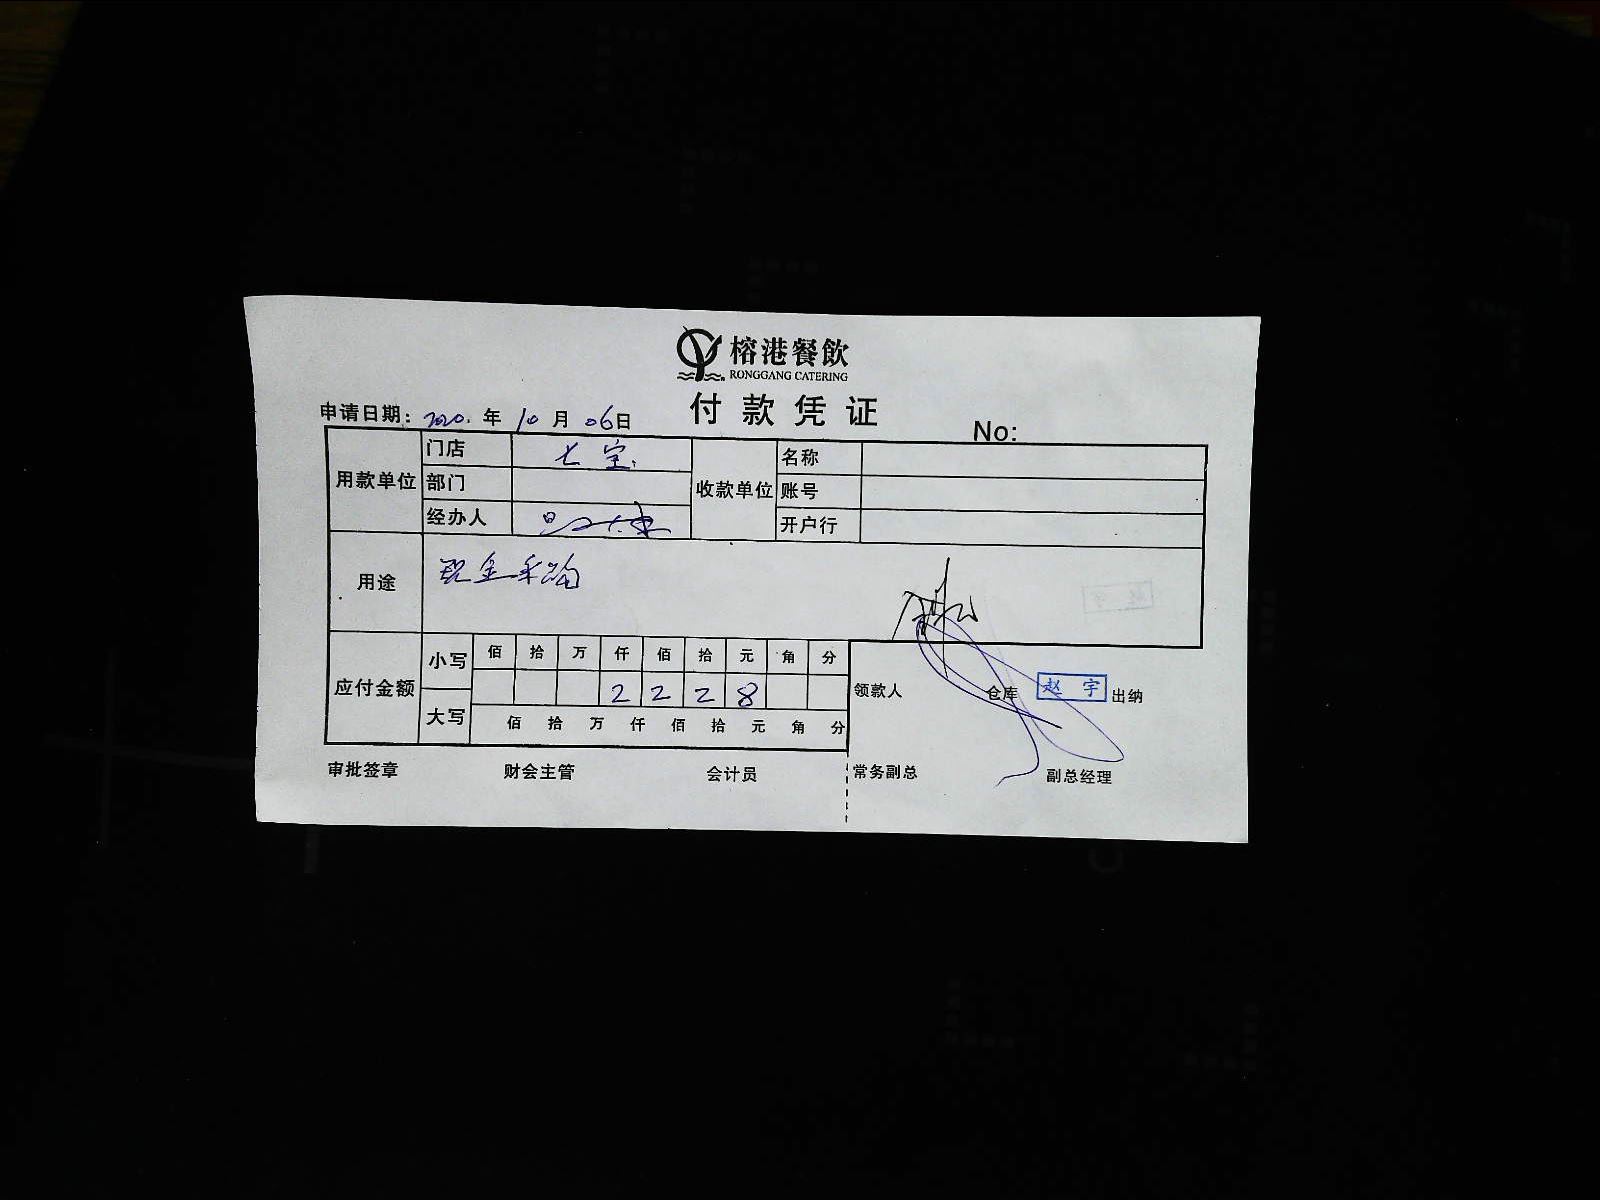 榕港餐飲
RONGGANG CATERING
付款凭证
申请日期: 2020. 年 10 月 06日
No:
用款单位 门店 七宝 收款单位 名称
部门 账号
经办人 开户行
用途 现金采购
应付金额 小写 佰 拾 万 仟 佰 拾 元 角 分
2 2 2 8
大写 佰 拾 万 仟 佰 拾 元 角 分
领款人 仓库 赵宇 出纳
审批签章 财会主管 会计员 常务副总 副总经理